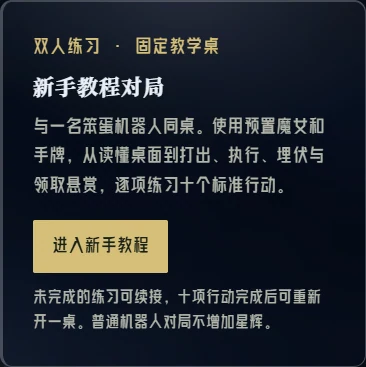 双人练习 · 固定教学桌
新手教程对局
与一名笨蛋机器人同桌。使用预置魔女和
手牌，从读懂桌面到打出、执行、埋伏与
领取悬赏，逐项练习十个标准行动。
进入新手教程
未完成的练习可续接，十项行动完成后可重新
开一桌。普通机器人对局不增加星辉。